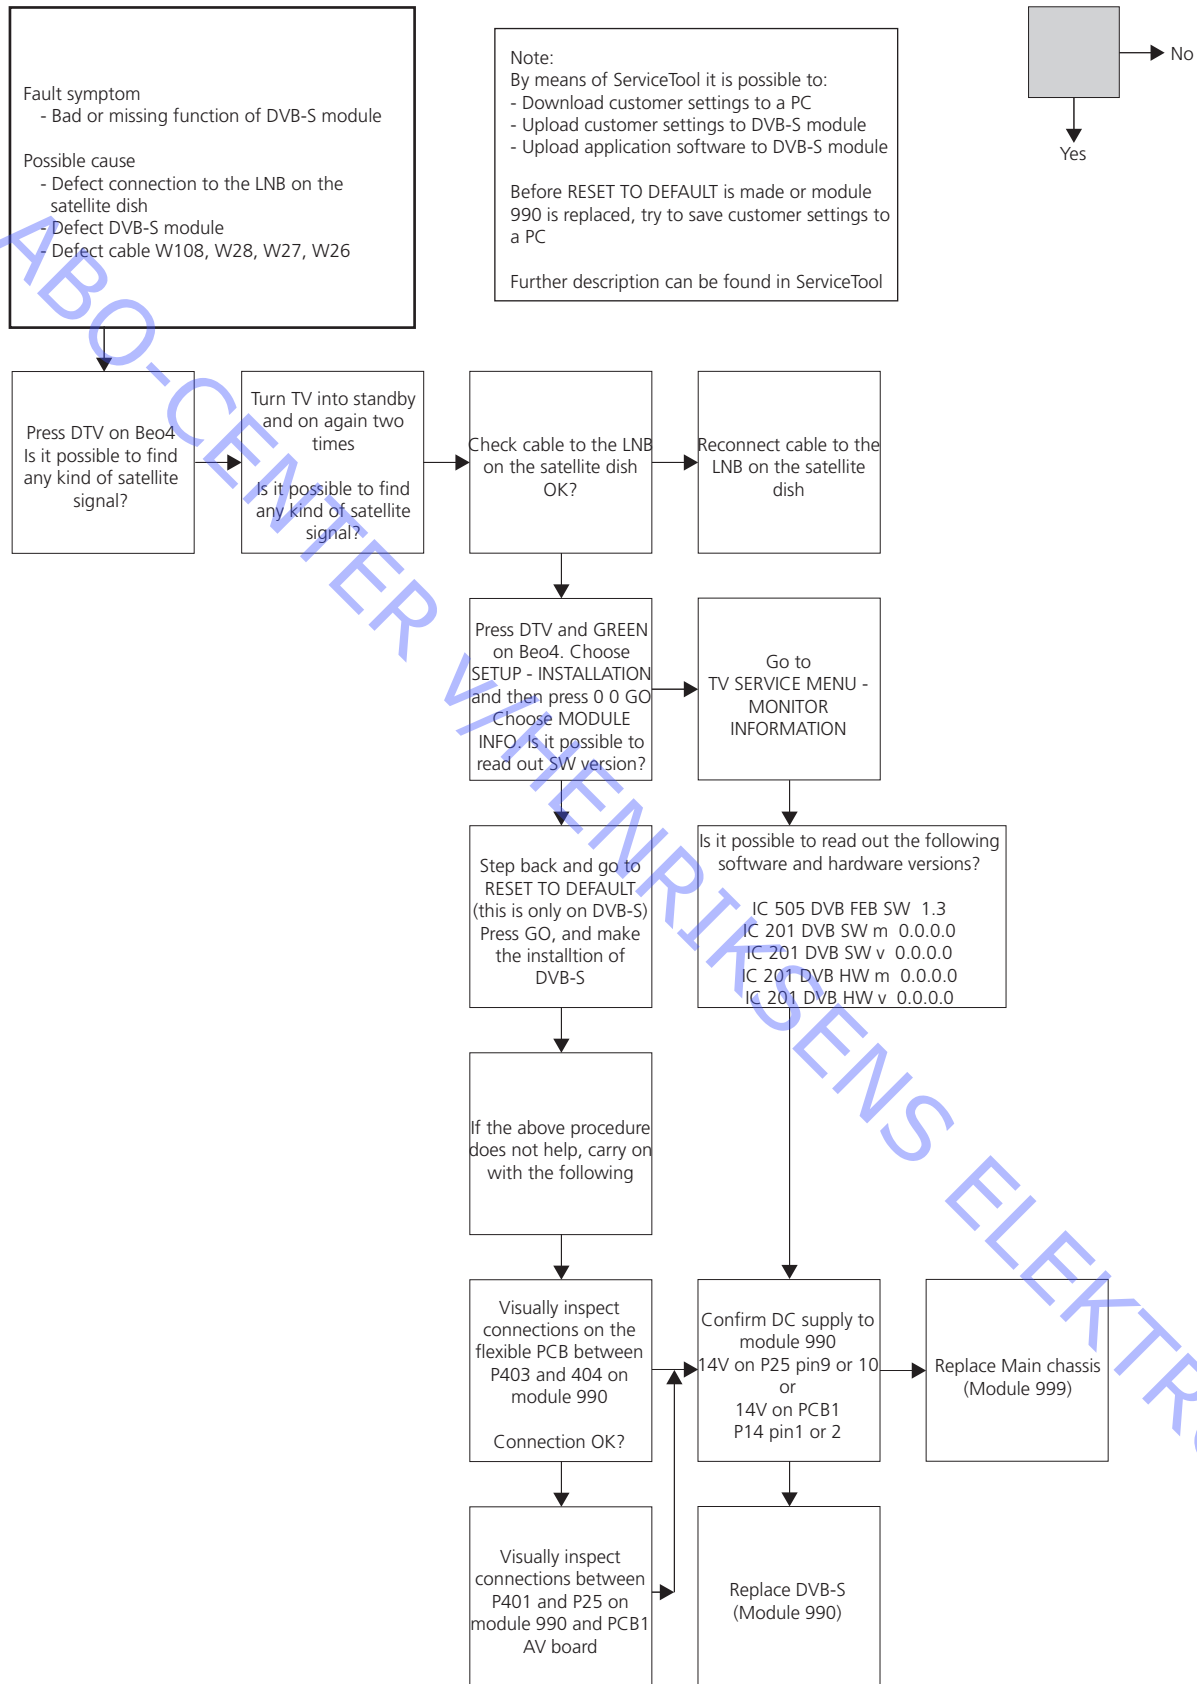 Fault symptom
- Bad or missing function of DVB-S module
Possible cause
- Defect connection to the LNB on the
satellite dish
- Defect DVB-S module
- Defect cable W108, W28, W27, W26
Note:
By means of ServiceTool it is possible to:
- Download customer settings to a PC
- Upload customer settings to DVB-S module
- Upload application software to DVB-S module
Before RESET TO DEFAULT is made or module
990 is replaced, try to save customer settings to
a PC
Further description can be found in ServiceTool
No
Yes
Press DTV on Beo4
Is it possible to find
any kind of satellite
signal?
Turn TV into standby
and on again two
times
Is it possible to find
any kind of satellite
signal?
Check cable to the LNB
on the satellite dish
OK?
Reconnect cable to the
LNB on the satellite
dish
Press DTV and GREEN
on Beo4. Choose
SETUP - INSTALLATION
and then press 0 0 GO
Choose MODULE
INFO. Is it possible to
read out SW version?
Go to
TV SERVICE MENU -
MONITOR
INFORMATION
Step back and go to
RESET TO DEFAULT
(this is only on DVB-S)
Press GO, and make
the installtion of
DVB-S
Is it possible to read out the following
software and hardware versions?
IC 505 DVB FEB SW 1.3
IC 201 DVB SW m 0.0.0.0
IC 201 DVB SW v 0.0.0.0
IC 201 DVB HW m 0.0.0.0
IC 201 DVB HW v 0.0.0.0
If the above procedure
does not help, carry on
with the following
Visually inspect
connections on the
flexible PCB between
P403 and 404 on
module 990
Connection OK?
Confirm DC supply to
module 990
14V on P25 pin9 or 10
or
14V on PCB1
P14 pin1 or 2
Replace Main chassis
(Module 999)
Visually inspect
connections between
P401 and P25 on
module 990 and PCB1
AV board
Replace DVB-S
(Module 990)
ABO-CENTER v/HENRIKSENS ELEKTRO